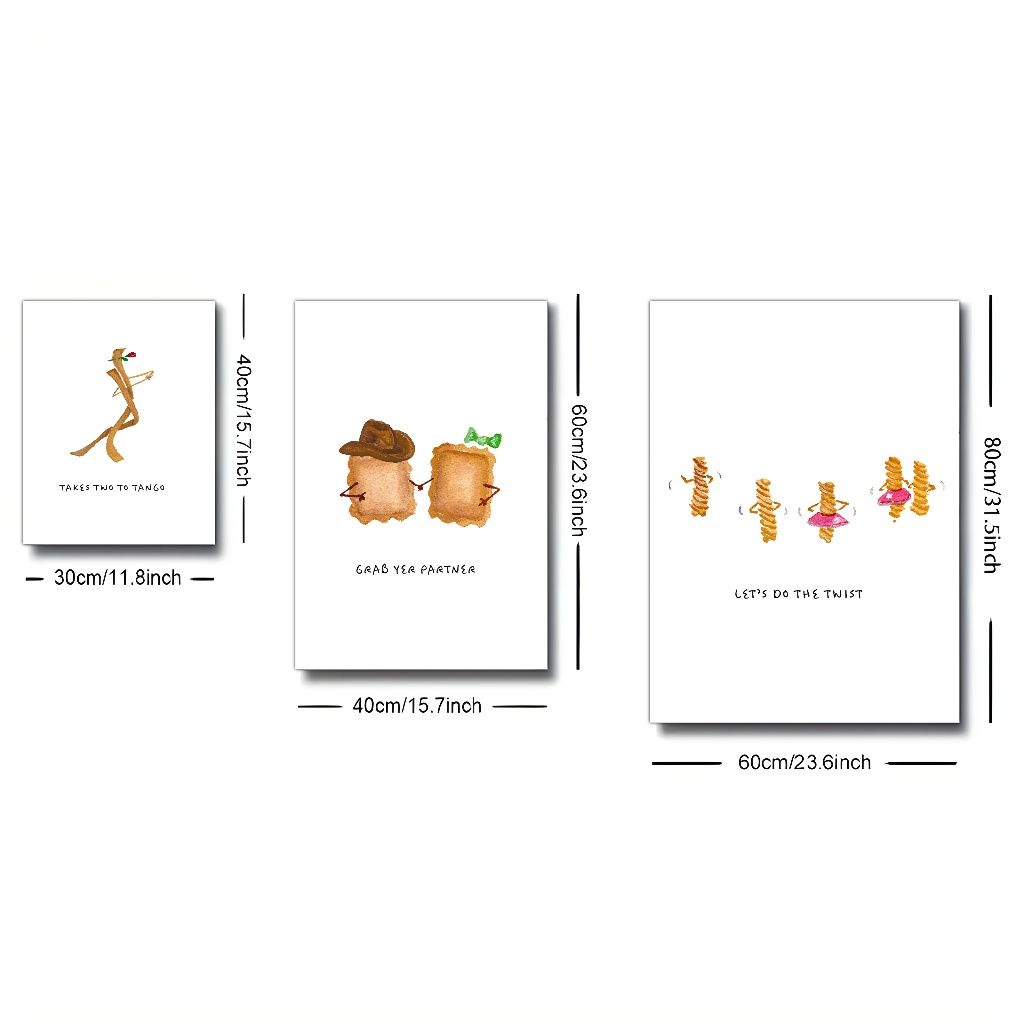 TAKES TWO TO TANGO
40cm/15.7inch
30cm/11.8inch
GRAB YER PARTNER
60cm/23.6inch
40cm/15.7inch
LET'S DO THE TWIST
80cm/31.5inch
60cm/23.6inch